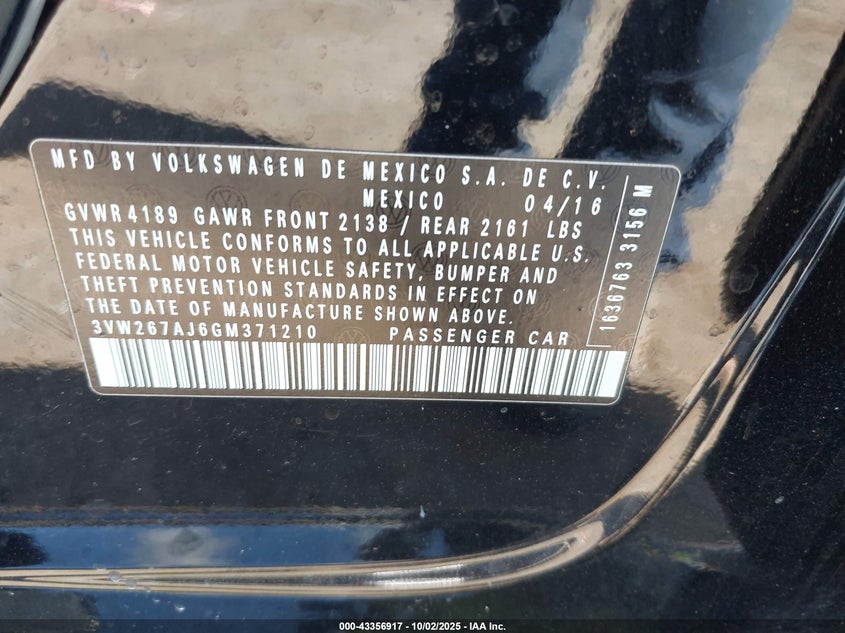 MFD BY VOLKSWAGEN DE MEXICO S.A. DE C.V.
MEXICO 04/16
GVWR 4189 GAWR FRONT 2138 / REAR 2161 LBS
THIS VEHICLE CONFORMS TO ALL APPLICABLE U.S.
FEDERAL MOTOR VEHICLE SAFETY, BUMPER AND
THEFT PREVENTION STANDARDS IN EFFECT ON
THE DATE OF MANUFACTURE SHOWN ABOVE.
3VW267AJ6GM371210 PASSENGER CAR
1636763 3156 M
000-43356917 - 10/02/2025 - IAA Inc.